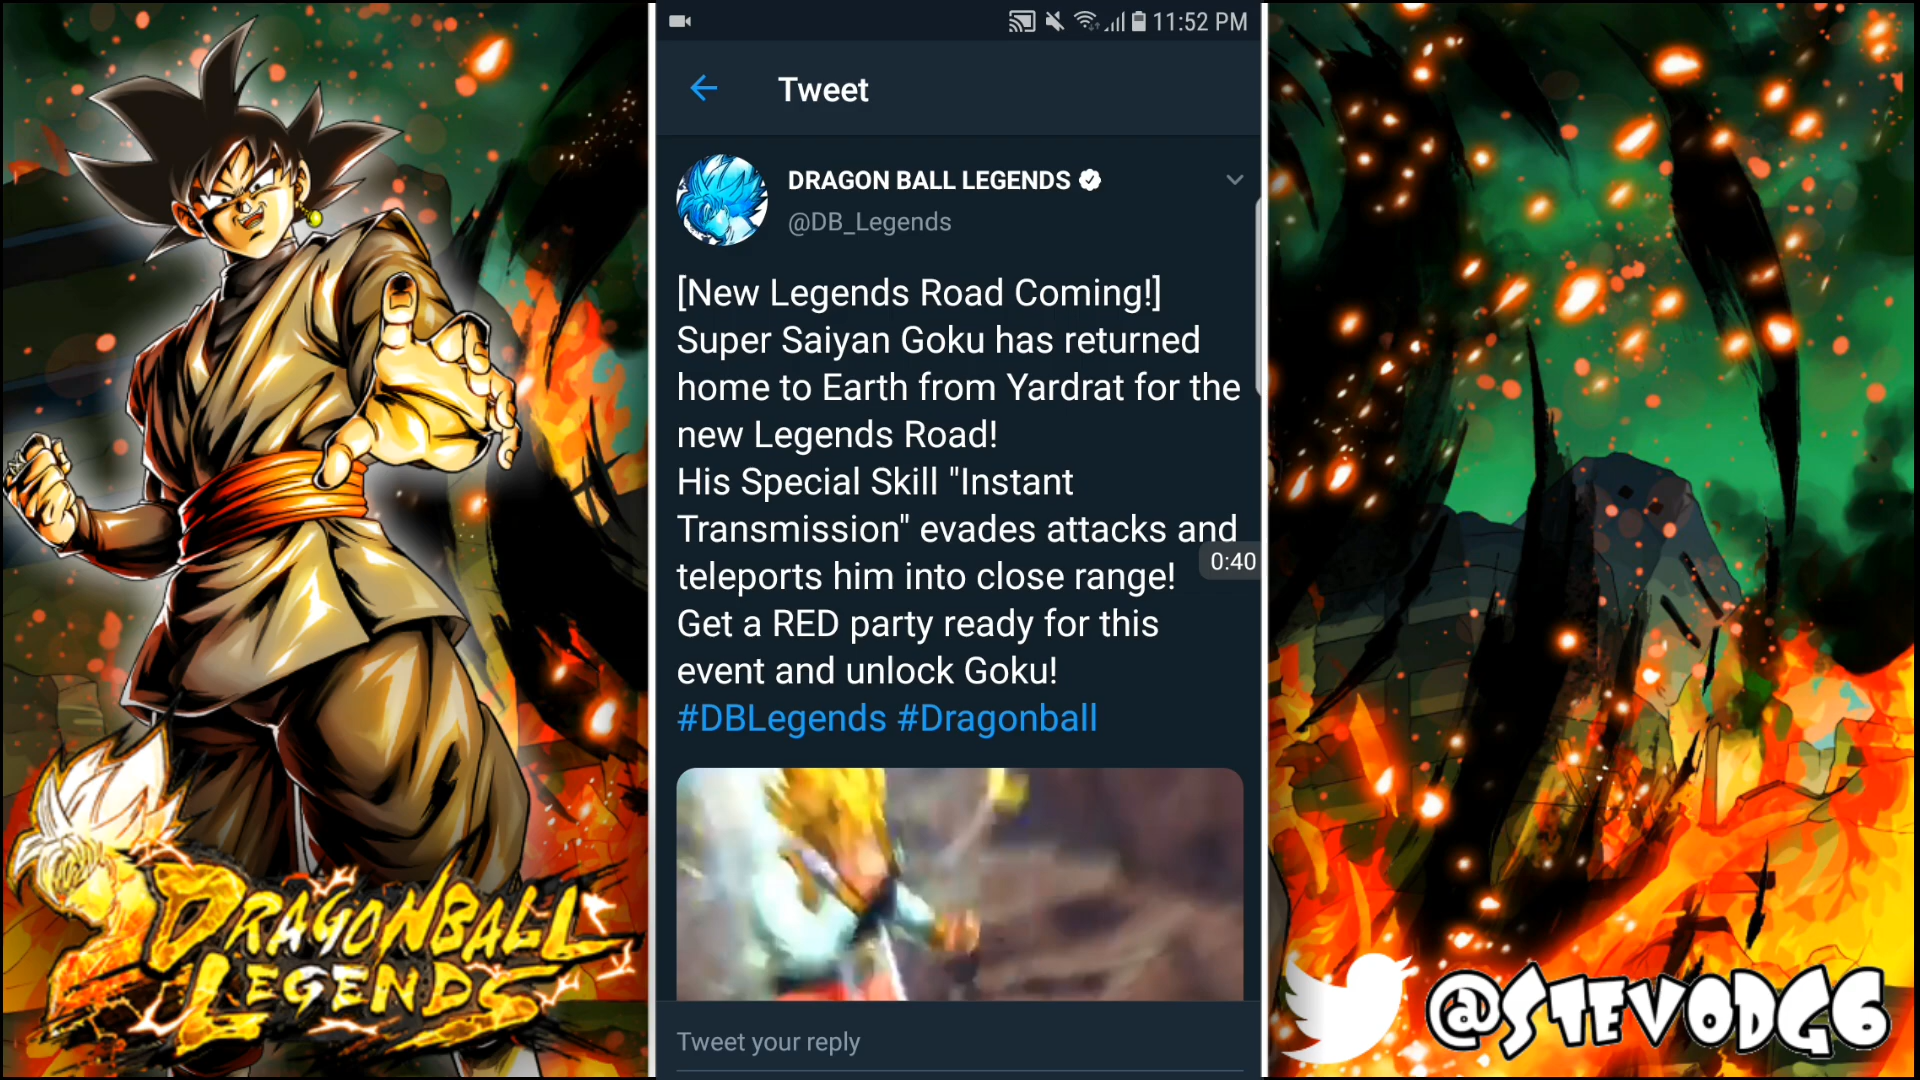 11:52 PM
Tweet
DRAGON BALL LEGENDS
@DB_Legends
[New Legends Road Coming!]
Super Saiyan Goku has returned
home to Earth from Yardrat for the
new Legends Road!
His Special Skill "Instant
Transmission" evades attacks and
teleports him into close range!
0:40
Get a RED party ready for this
event and unlock Goku!
#DBLegends #Dragonball
Tweet your reply
DRAGONBALL
LEGENDS
@STEVODG6